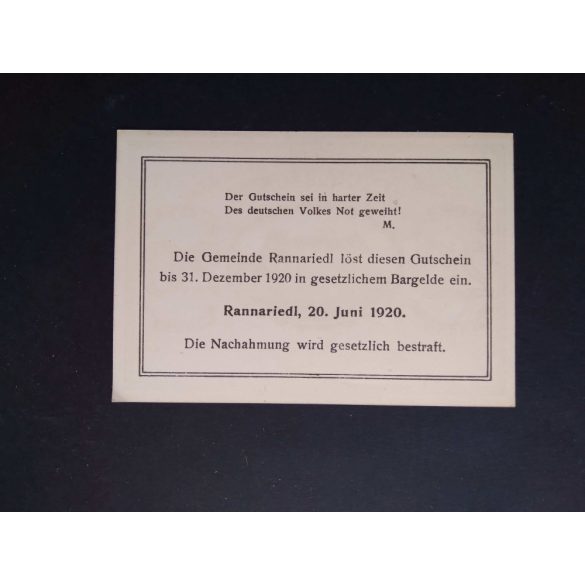 Der Gutschein sei in harter Zeit
Des deutschen Volkes Not geweiht!
M.
Die Gemeinde Rannariedl löst diesen Gutschein
bis 31. Dezember 1920 in gesetzlichem Bargelde ein.
Rannariedl, 20. Juni 1920.
Die Nachahmung wird gesetzlich bestraft.